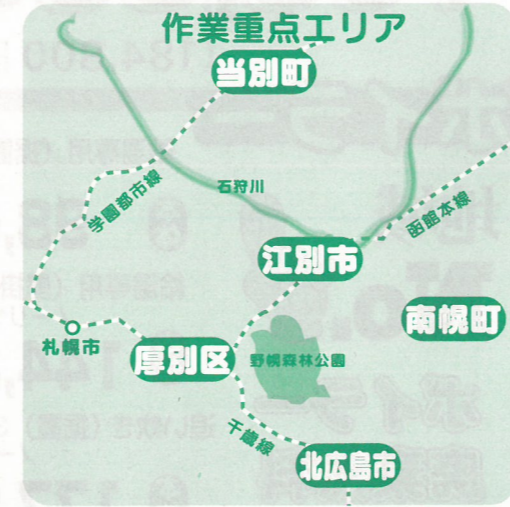 作業重点エリア
当別町
学園都市線
石狩川
函館本線
江別市
南幌町
札幌市
厚別区
野幌森林公園
千歳線
北広島市